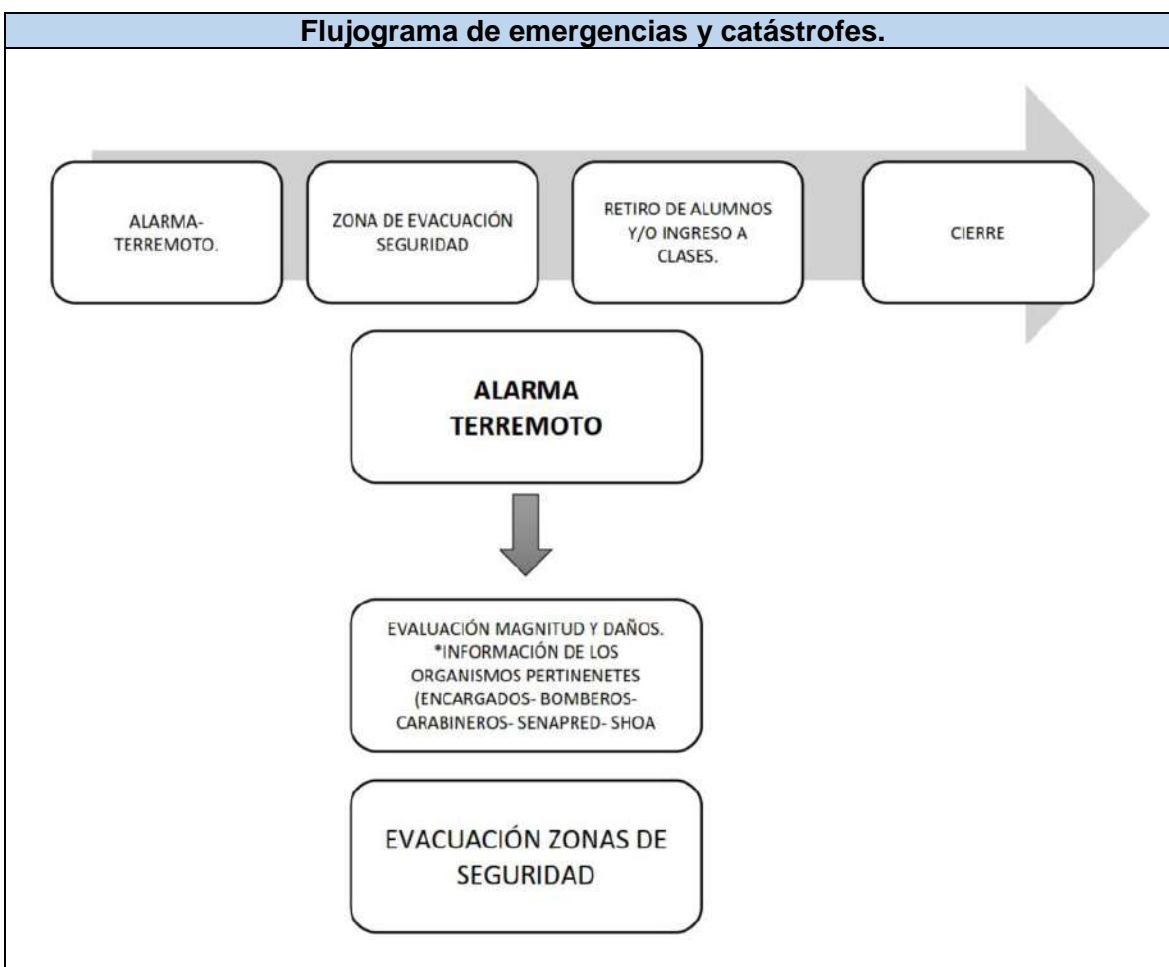 Flujograma de emergencias y catástrofes.
ALARMA-
TERREMOTO.
ZONA DE EVACUACIÓN
SEGURIDAD
RETIRO DE ALUMNOS
Y/O INGRESO A
CLASES.
CIERRE
ALARMA
TERREMOTO
EVALUACIÓN MAGNITUD Y DAÑOS.
*INFORMACIÓN DE LOS
ORGANISMOS PERTINENETES
(ENCARGADOS- BOMBEROS-
CARABINEROS- SENAPRED- SHOA
EVACUACIÓN ZONAS DE
SEGURIDAD